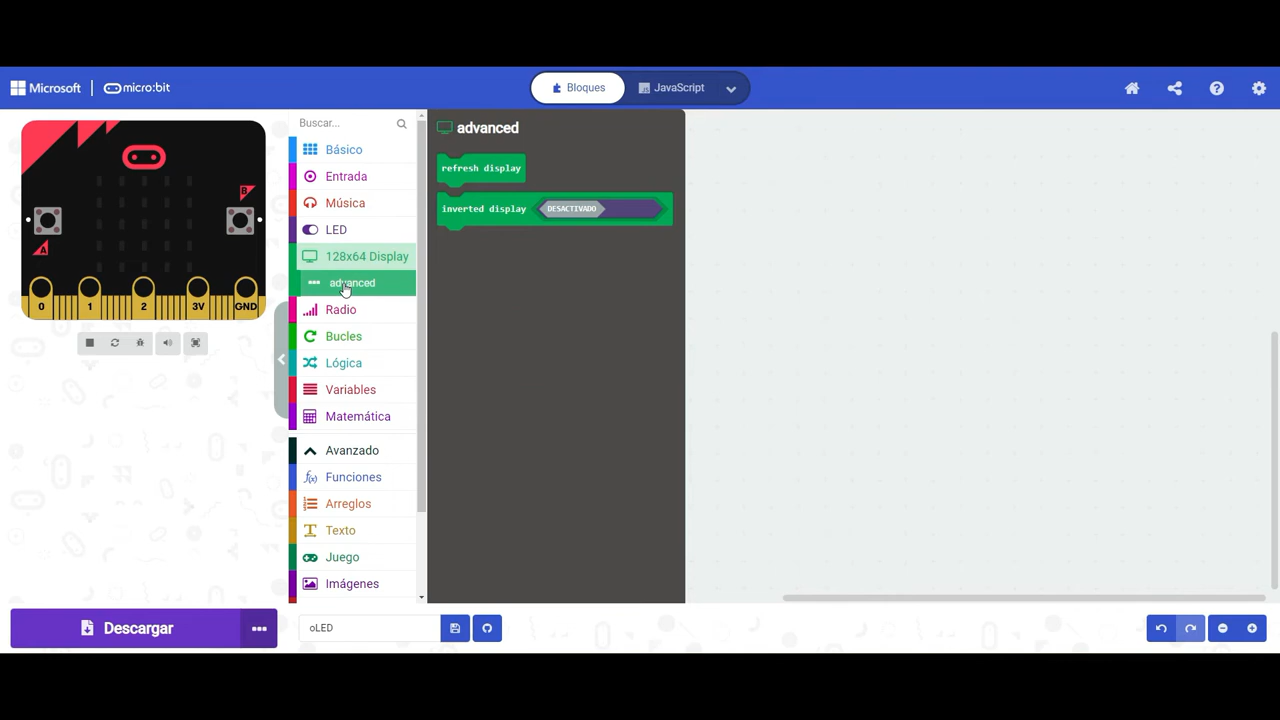 Microsoft | micro:bit
Bloques
JavaScript
Buscar...
Básico
Entrada
Música
LED
128x64 Display
advanced
Radio
Bucles
Lógica
Variables
Matemática
Avanzado
Funciones
Arreglos
Texto
Juego
Imágenes
advanced
refresh display
inverted display DESACTIVADO
B
A
0 1 2 3V GND
Descargar
oLED